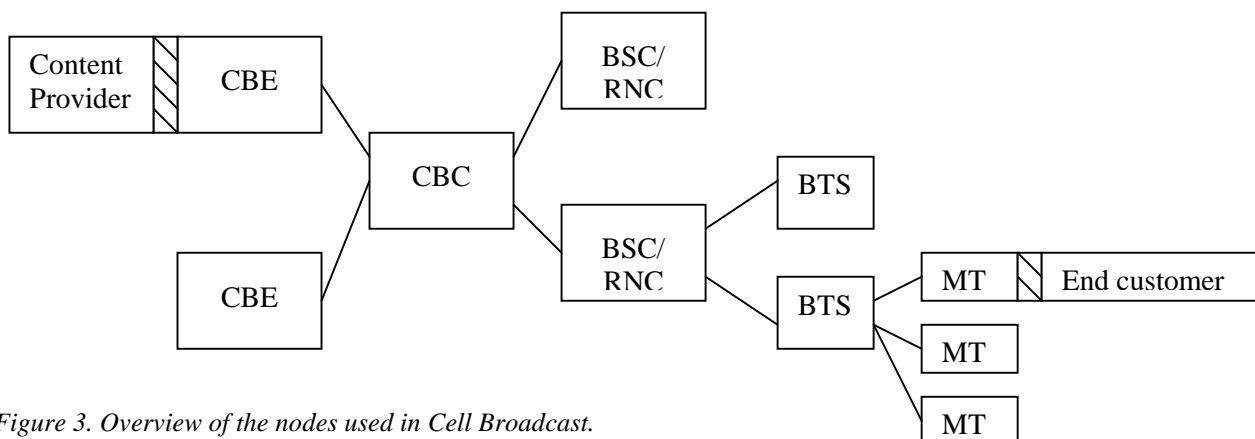 Content
Provider
CBE
BSC/
RNC
CBC
BTS
BSC/
RNC
CBE
MT
End customer
BTS
MT
MT
Figure 3. Overview of the nodes used in Cell Broadcast.